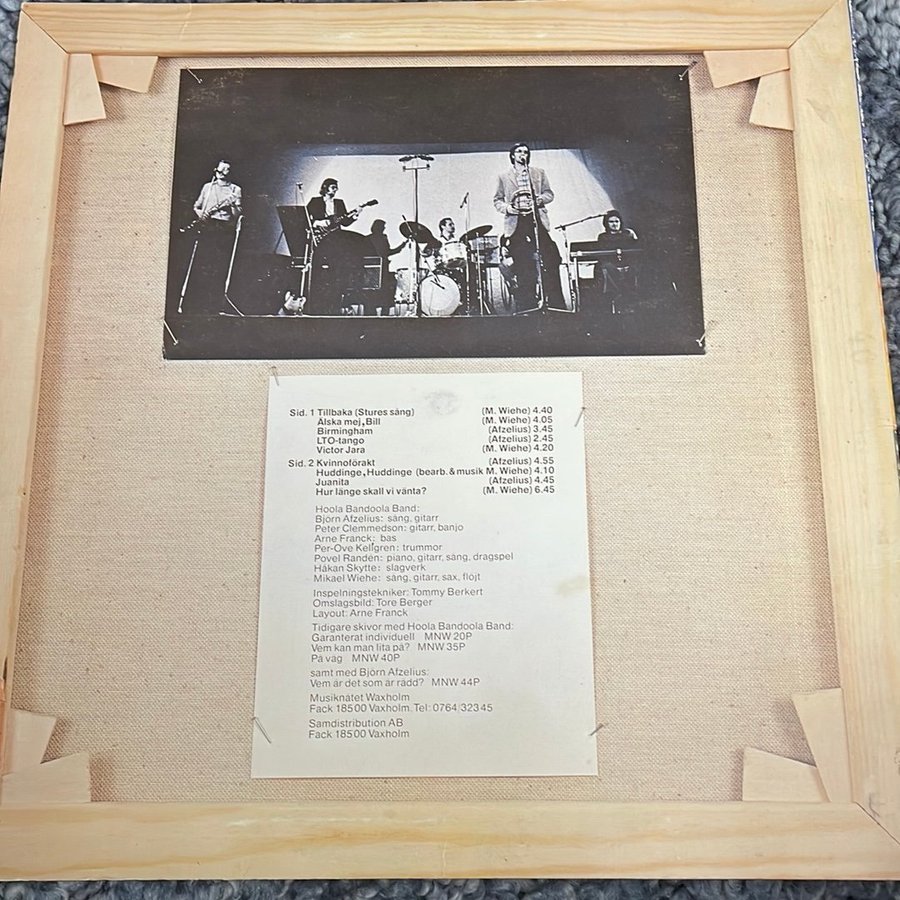 Sid. 1 Tillbaka (Stures sång) (M. Wiehe) 4.40
Älska mej, Bill (M. Wiehe) 4.05
Birmingham (Afzelius) 3.45
LTO-tango (Afzelius) 2.45
Victor Jara (M. Wiehe) 4.20
Sid. 2 Kvinnoförakt (Afzelius) 4.55
Huddinge, Huddinge (bearb. & musik M. Wiehe) 4.10
Juanita (Afzelius) 4.45
Hur länge skall vi vänta? (M. Wiehe) 6.45
Hoola Bandoola Band:
Björn Afzelius: sång, gitarr
Peter Clemmedson: gitarr, banjo
Arne Franck: bas
Per-Ove Kellgren: trummor
Povel Randén: piano, gitarr, sång, dragspel
Håkan Skytte: slagverk
Mikael Wiehe: sång, gitarr, sax, flöjt
Inspelningstekniker: Tommy Berkert
Omslagsbild: Tore Berger
Layout: Arne Franck
Tidigare skivor med Hoola Bandoola Band:
Garanterat individuell MNW 20P
Vem kan man lita på? MNW 35P
På väg MNW 40P
samt med Björn Afzelius:
Vem är det som är rädd? MNW 44P
Musiknätet Waxholm
Fack 185 00 Vaxholm. Tel: 0764/323 45
Samdistribution AB
Fack 185 00 Vaxholm